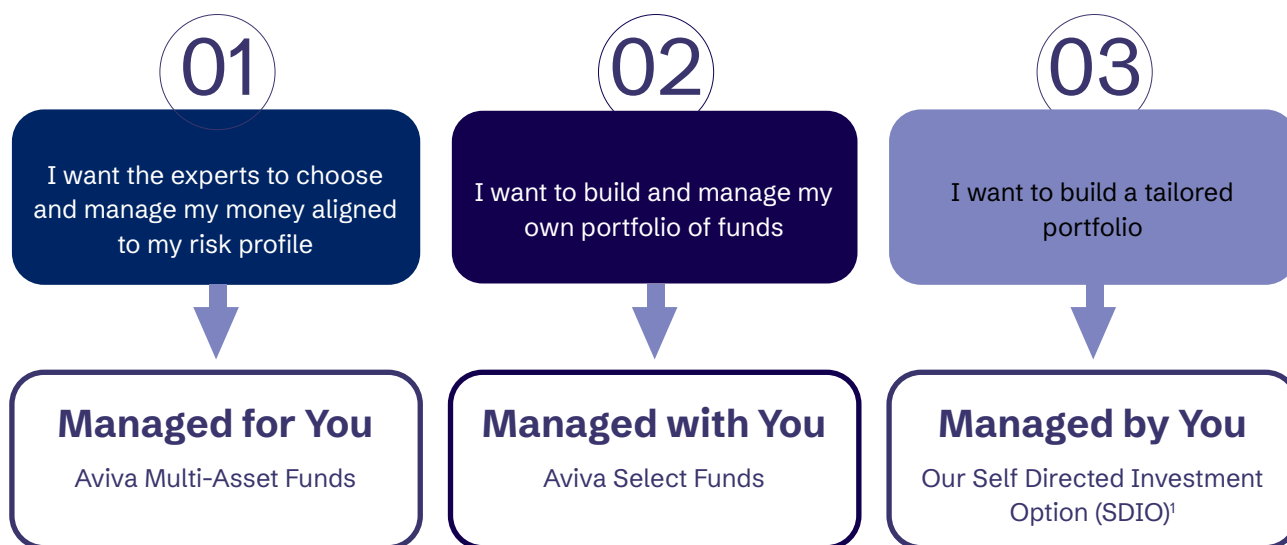 01
I want the experts to choose
and manage my money aligned
to my risk profile
Managed for You
Aviva Multi-Asset Funds
02
I want to build and manage my
own portfolio of funds
Managed with You
Aviva Select Funds
03
I want to build a tailored
portfolio
Managed by You
Our Self Directed Investment
Option (SDIO)¹